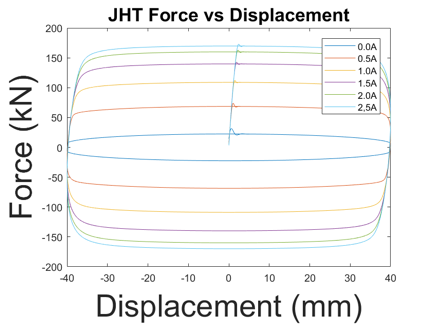 JHT Force vs Displacement
200
150
100
50
0
-50
-100
-150
-200
Force (kN)
0.0A
0.5A
1.0A
1.5A
2.0A
2,5A
-40 -30 -20 -10 0 10 20 30 40
Displacement (mm)